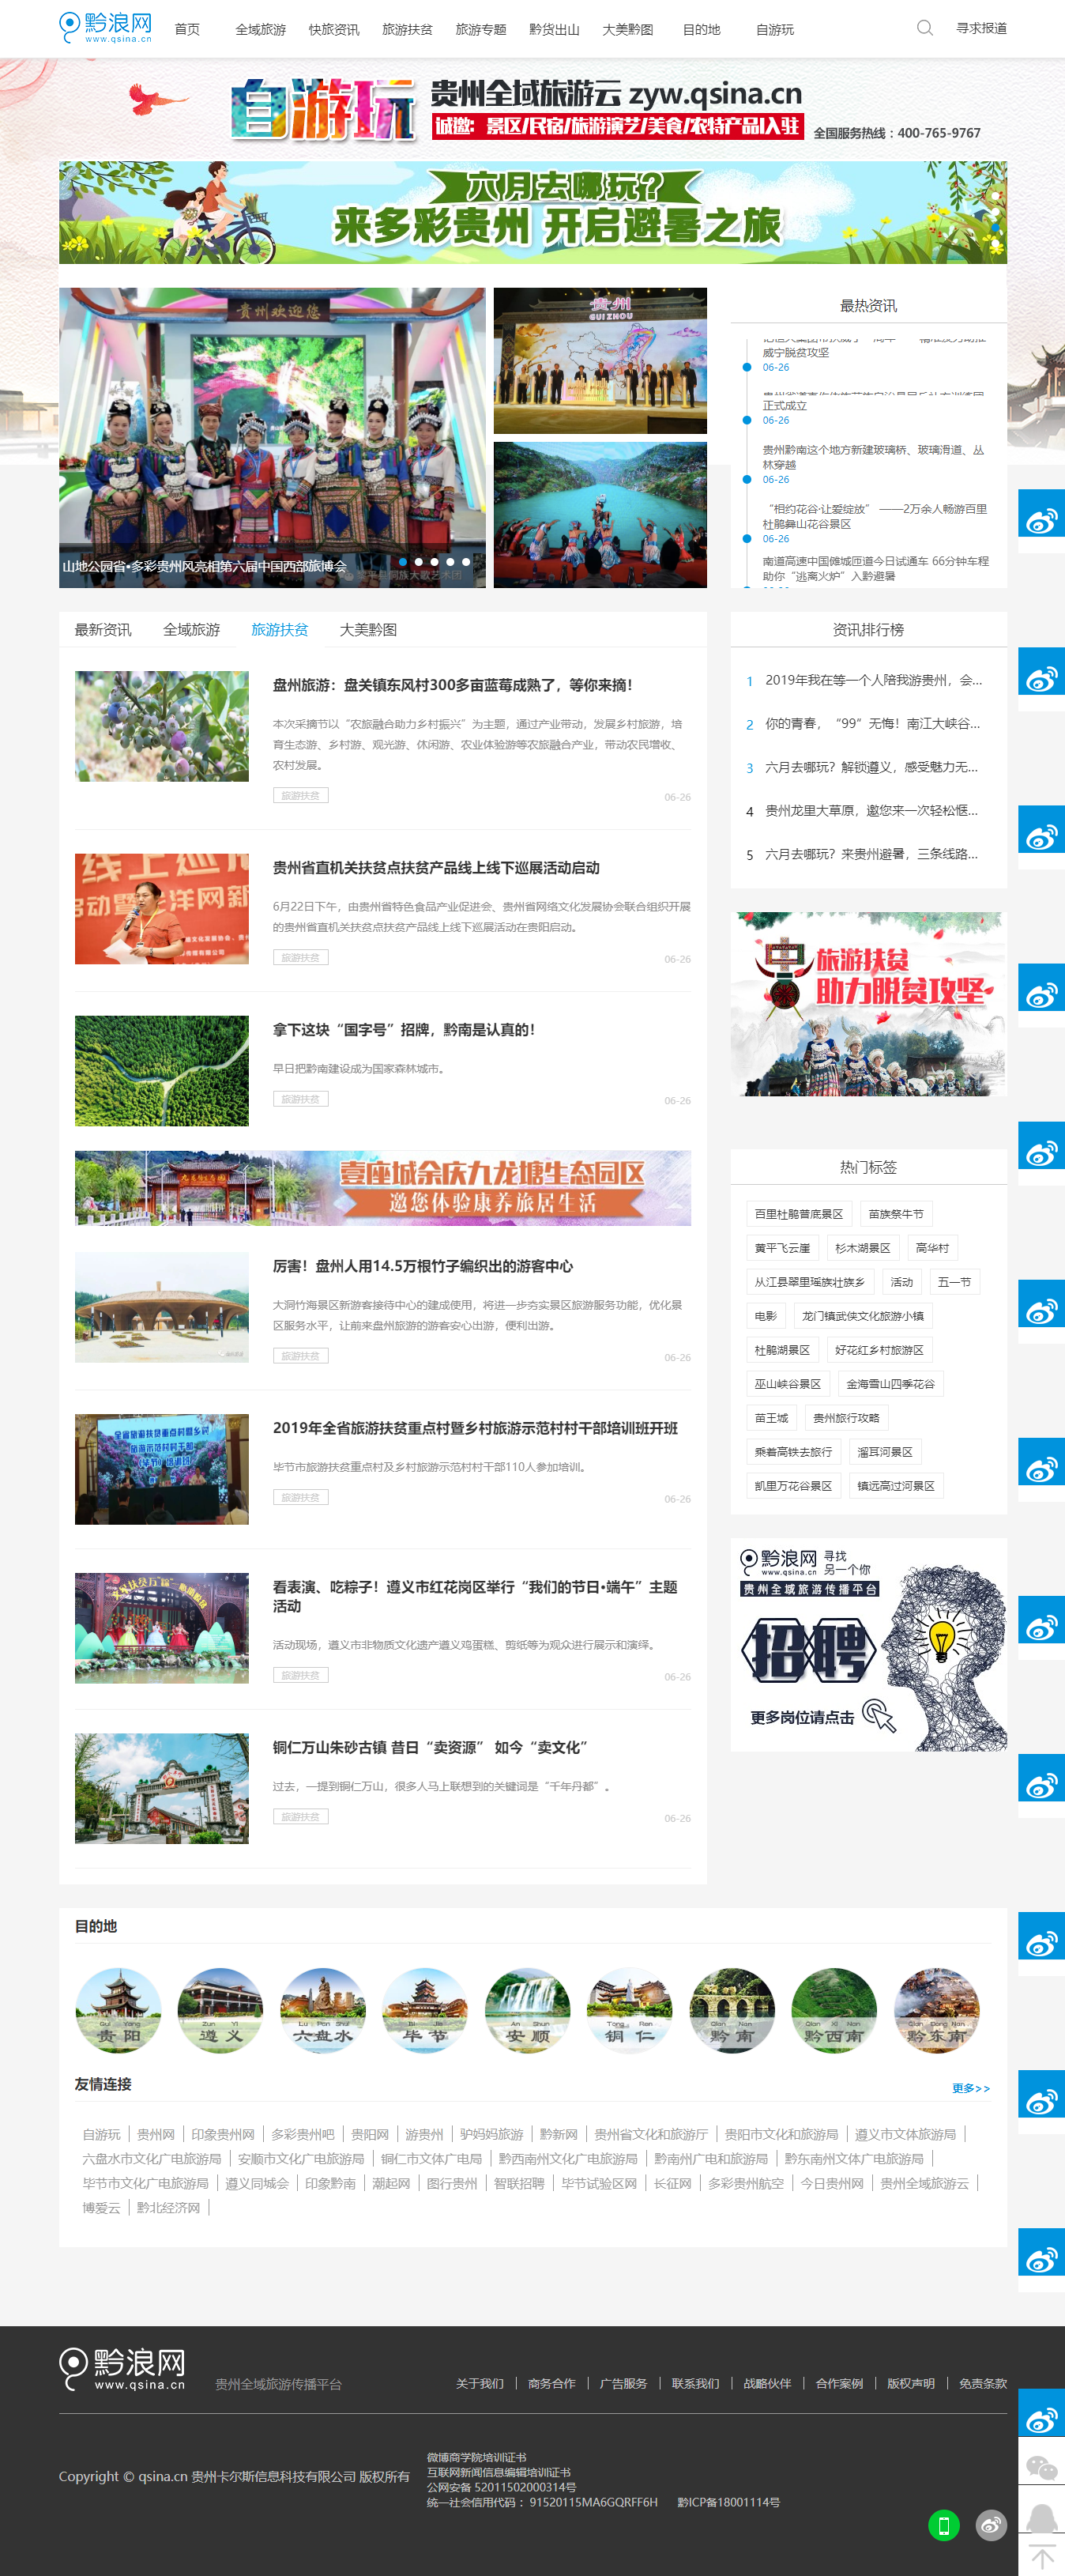 黔浪网
www.qsina.cn
首页
全域旅游
快旅资讯
旅游扶贫
旅游专题
黔货出山
大美黔图
目的地
自游玩
寻求报道
自游玩
贵州全域旅游云 zyw.qsina.cn
诚邀：景区/民宿/旅游演艺/美食/农特产品入驻
全国服务热线：400-765-9767
六月去哪玩？
来多彩贵州 开启避暑之旅
贵州欢迎您
山地公园省•多彩贵州风亮相第六届中国西部旅博会
贵州
GUIZHOU
最热资讯
威宁脱贫攻坚
06-26
正式成立
06-26
贵州黔南这个地方新建玻璃桥、玻璃滑道、丛
林穿越
06-26
“相约花谷·让爱绽放” ——2万余人畅游百里
杜鹃彝山花谷景区
06-26
南道高速中国傩城匝道今日试通车 66分钟车程
助你“逃离火炉”入黔避暑
最新资讯
全域旅游
旅游扶贫
大美黔图
盘州旅游：盘关镇东风村300多亩蓝莓成熟了，等你来摘！
本次采摘节以“农旅融合助力乡村振兴”为主题，通过产业带动，发展乡村旅游，培
育生态游、乡村游、观光游、休闲游、农业体验游等农旅融合产业，带动农民增收、
农村发展。
旅游扶贫
06-26
贵州省直机关扶贫点扶贫产品线上线下巡展活动启动
6月22日下午，由贵州省特色食品产业促进会、贵州省网络文化发展协会联合组织开展
的贵州省直机关扶贫点扶贫产品线上线下巡展活动在贵阳启动。
旅游扶贫
06-26
拿下这块“国字号”招牌，黔南是认真的！
早日把黔南建设成为国家森林城市。
旅游扶贫
06-26
壹座城余庆九龙塘生态园区
邀您体验康养旅居生活
厉害！盘州人用14.5万根竹子编织出的游客中心
大洞竹海景区新游客接待中心的建成使用，将进一步夯实景区旅游服务功能，优化景
区服务水平，让前来盘州旅游的游客安心出游，便利出游。
旅游扶贫
06-26
2019年全省旅游扶贫重点村暨乡村旅游示范村村干部培训班开班
毕节市旅游扶贫重点村及乡村旅游示范村村干部110人参加培训。
旅游扶贫
06-26
看表演、吃粽子！遵义市红花岗区举行“我们的节日•端午”主题
活动
活动现场，遵义市非物质文化遗产遵义鸡蛋糕、剪纸等为观众进行展示和演绎。
旅游扶贫
06-26
铜仁万山朱砂古镇 昔日“卖资源” 如今“卖文化”
过去，一提到铜仁万山，很多人马上联想到的关键词是“千年丹都”。
旅游扶贫
06-26
资讯排行榜
1 2019年我在等一个人陪我游贵州，会...
2 你的青春，“99”无悔！南江大峡谷...
3 六月去哪玩？解锁遵义，感受魅力无...
4 贵州龙里大草原，邀您来一次轻松惬...
5 六月去哪玩？来贵州避暑，三条线路...
旅游扶贫
助力脱贫攻坚
热门标签
百里杜鹃普底景区 苗族祭牛节
黄平飞云崖 杉木湖景区 高华村
从江县翠里瑶族壮族乡 活动 五一节
电影 龙门镇武侠文化旅游小镇
杜鹃湖景区 好花红乡村旅游区
巫山峡谷景区 金海雪山四季花谷
苗王城 贵州旅行攻略
乘着高铁去旅行 溜耳河景区
凯里万花谷景区 镇远高过河景区
黔浪网
www.qsina.cn
寻找
另一个你
贵州全域旅游传播平台
招聘
更多岗位请点击
目的地
Gui Yang
贵阳
Zun Yi
遵义
Lu Pan Shui
六盘水
Bi Jie
毕节
An Shun
安顺
Tong Ren
铜仁
Qian Nan
黔南
Qian Xi Nan
黔西南
Qian Dong Nan
黔东南
友情连接
更多>>
自游玩 贵州网 印象贵州网 多彩贵州吧 贵阳网 游贵州 驴妈妈旅游 黔新网 贵州省文化和旅游厅 贵阳市文化和旅游局 遵义市文体旅游局
六盘水市文化广电旅游局 安顺市文化广电旅游局 铜仁市文体广电局 黔西南州文化广电旅游局 黔南州广电和旅游局 黔东南州文体广电旅游局
毕节市文化广电旅游局 遵义同城会 印象黔南 潮起网 图行贵州 智联招聘 毕节试验区网 长征网 多彩贵州航空 今日贵州网 贵州全域旅游云
博爱云 黔北经济网
黔浪网
www.qsina.cn
贵州全域旅游传播平台
关于我们 商务合作 广告服务 联系我们 战略伙伴 合作案例 版权声明 免责条款
Copyright © qsina.cn 贵州卡尔斯信息科技有限公司 版权所有
微博商学院培训证书
互联网新闻信息编辑培训证书
公网安备 52011502000314号
统一社会信用代码： 91520115MA6GQRFF6H 黔ICP备18001114号